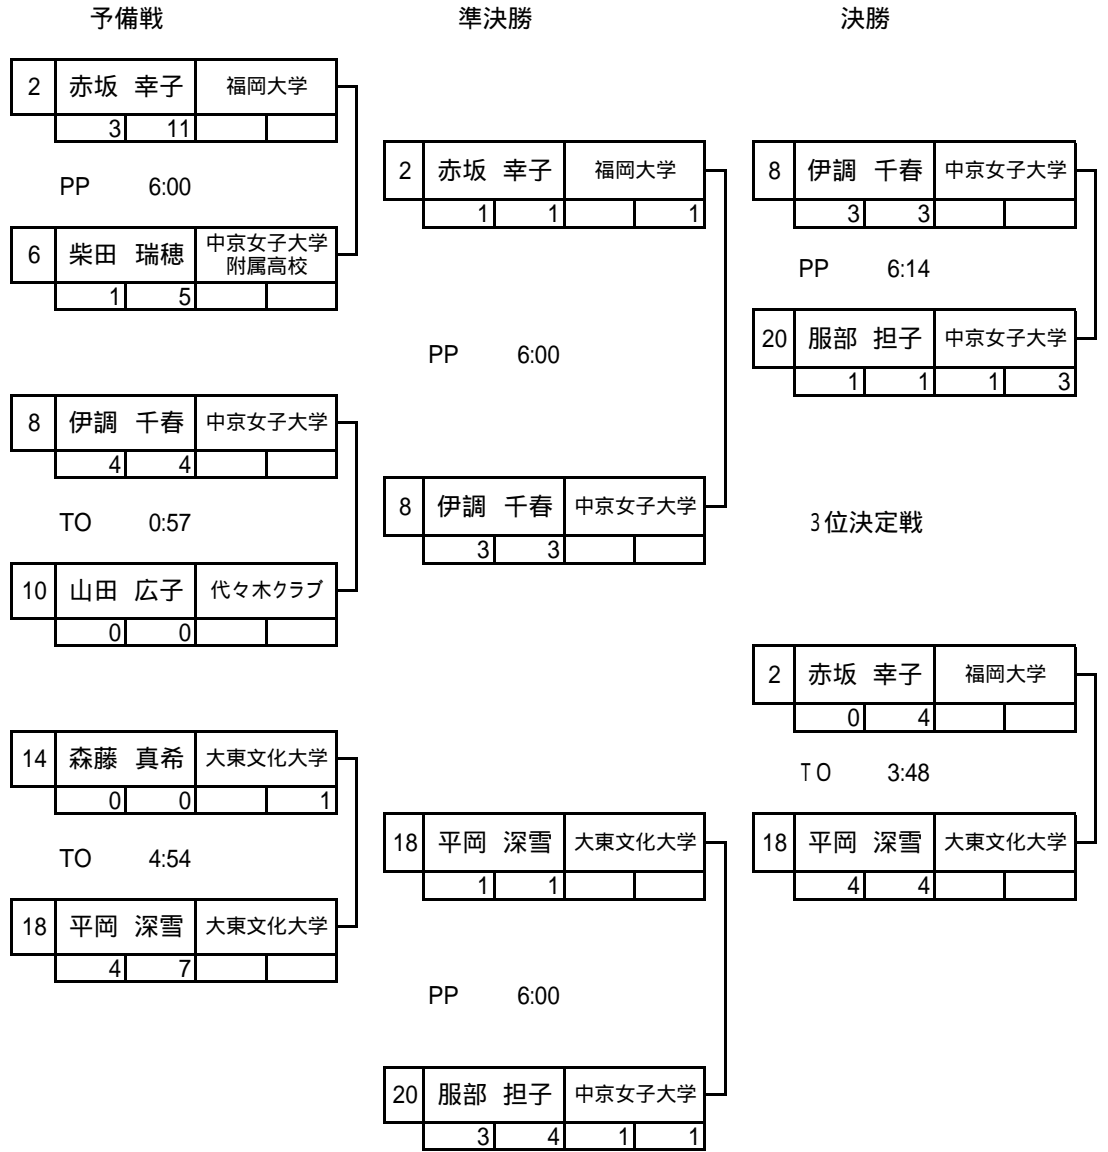 予備戦
準決勝
決勝
2 赤坂 幸子 福岡大学
3 11
PP 6:00
6 柴田 瑞穂 中京女子大学
附属高校
1 5
8 伊調 千春 中京女子大学
4 4
TO 0:57
10 山田 広子 代々木クラブ
0 0
14 森藤 真希 大東文化大学
0 0 1
TO 4:54
18 平岡 深雪 大東文化大学
4 7
2 赤坂 幸子 福岡大学
1 1 1
PP 6:00
8 伊調 千春 中京女子大学
3 3
18 平岡 深雪 大東文化大学
1 1
PP 6:00
20 服部 担子 中京女子大学
3 4 1 1
8 伊調 千春 中京女子大学
3 3
PP 6:14
20 服部 担子 中京女子大学
1 1 1 3
3位決定戦
2 赤坂 幸子 福岡大学
0 4
TO 3:48
18 平岡 深雪 大東文化大学
4 4